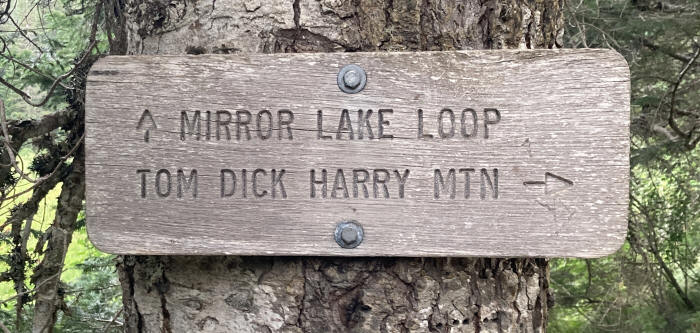 ↑ MIRROR LAKE LOOP
TOM DICK HARRY MTN →